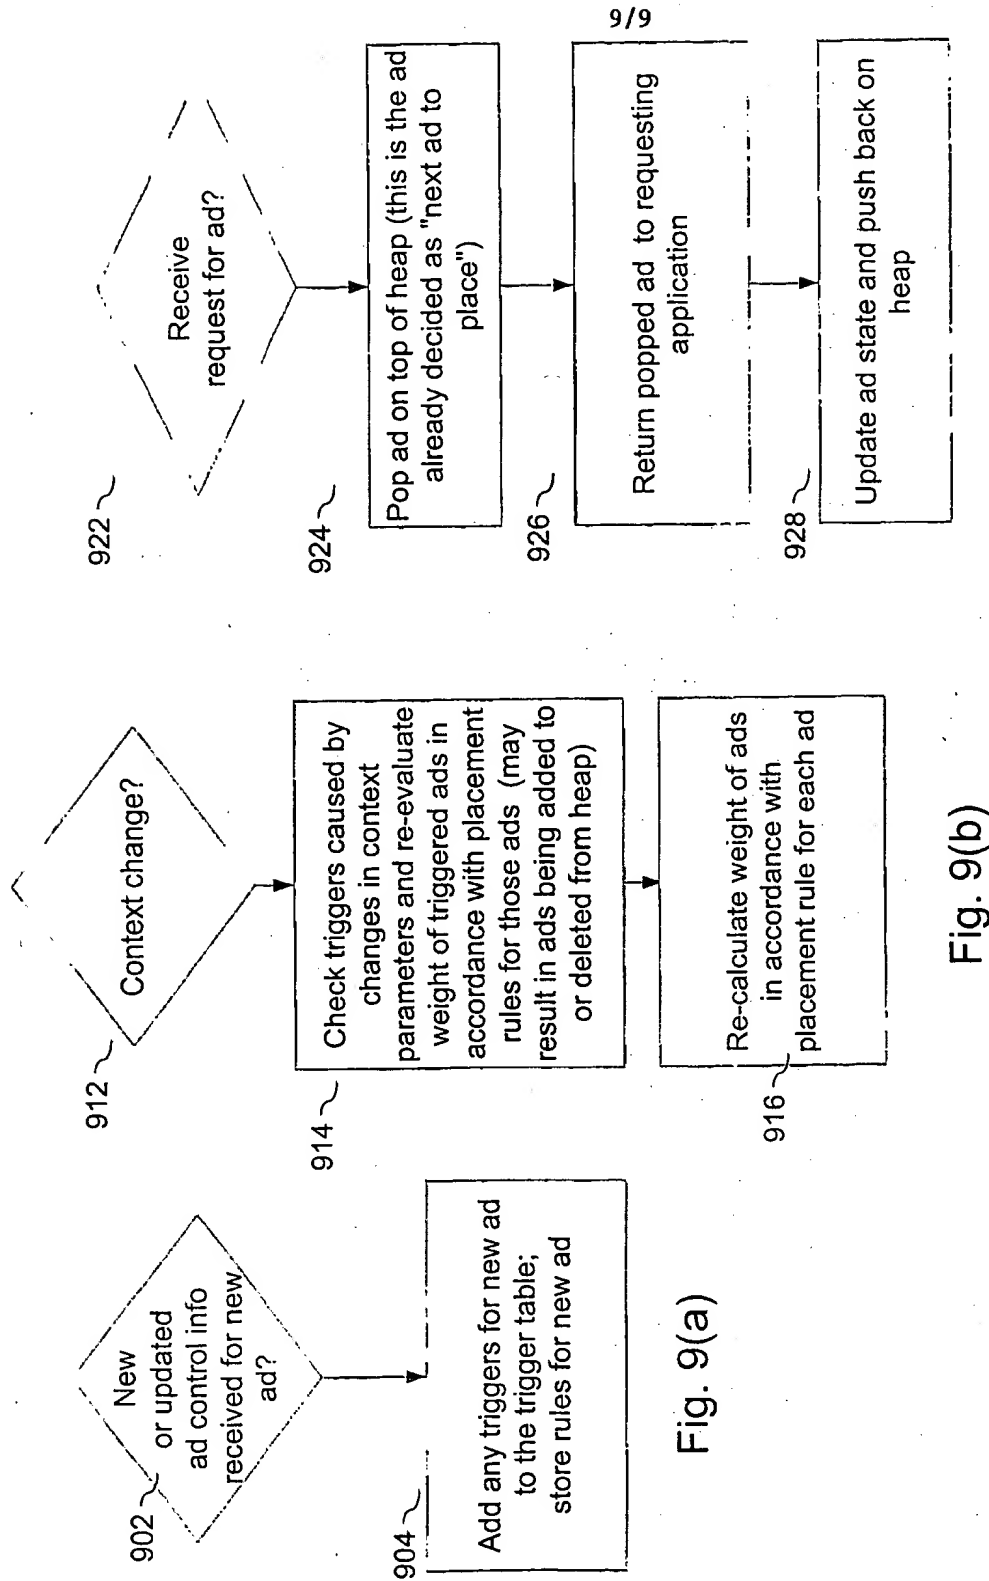 9/9
902
New
or updated
ad control info
received for new
ad?
904
Add any triggers for new ad
to the trigger table;
store rules for new ad
Fig. 9(a)
912
Context change?
914
Check triggers caused by
changes in context
parameters and re-evaluate
weight of triggered ads in
accordance with placement
rules for those ads (may
result in ads being added to
or deleted from heap)
Re-calculate weight of ads
in accordance with
placement rule for each ad
916
Fig. 9(b)
922
Receive
request for ad?
924
Pop ad on top of heap (this is the ad
already decided as "next ad to
place")
926
Return popped ad to requesting
application
928
Update ad state and push back on
heap